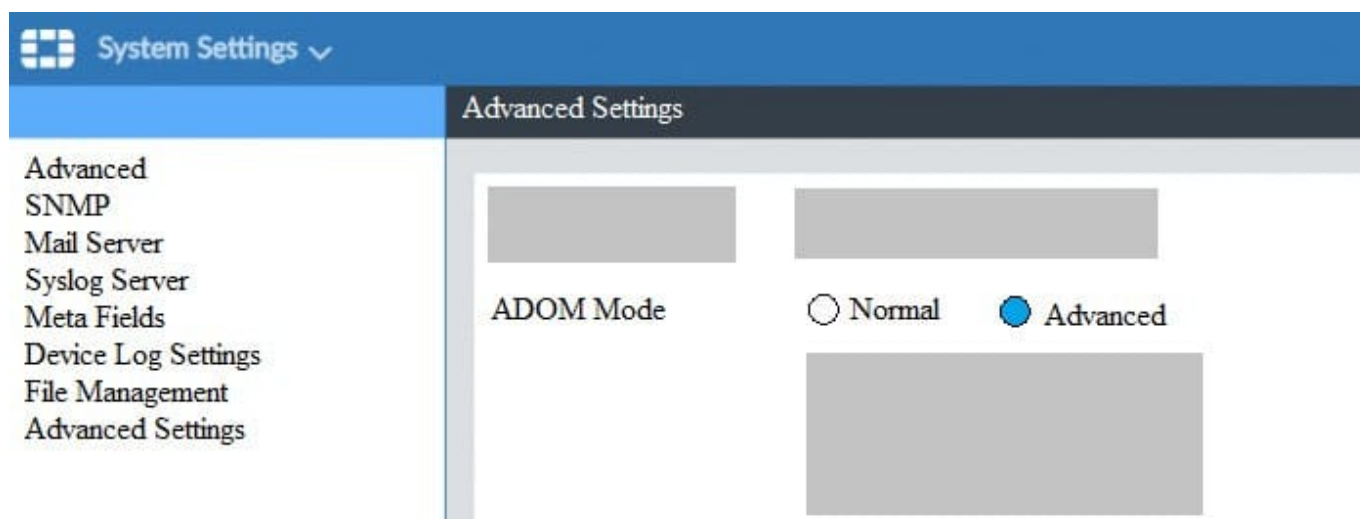 System Settings
Advanced Settings
Advanced
SNMP
Mail Server
Syslog Server
Meta Fields
Device Log Settings
File Management
Advanced Settings
ADOM Mode Normal Advanced